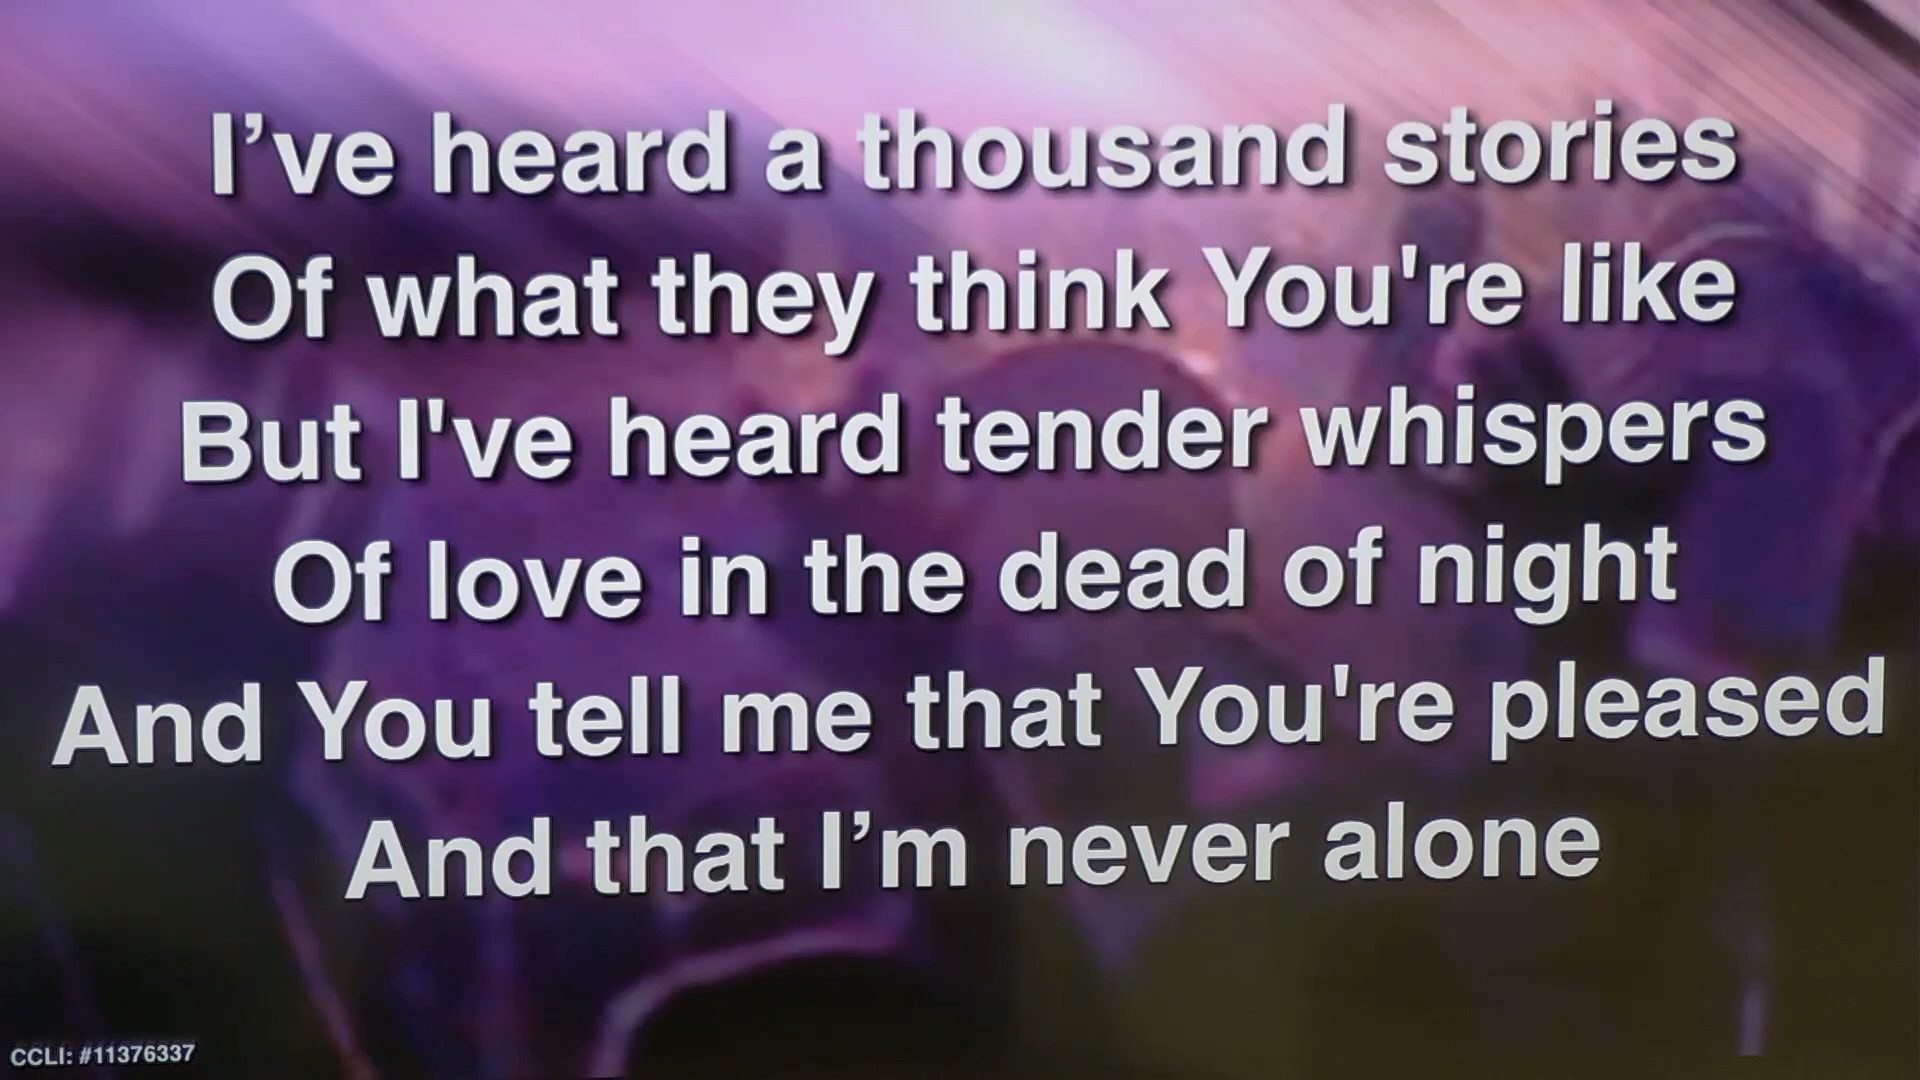 I’ve heard a thousand stories
Of what they think You're like
But I've heard tender whispers
Of love in the dead of night
And You tell me that You're pleased
And that I’m never alone
CCLI: #11376337